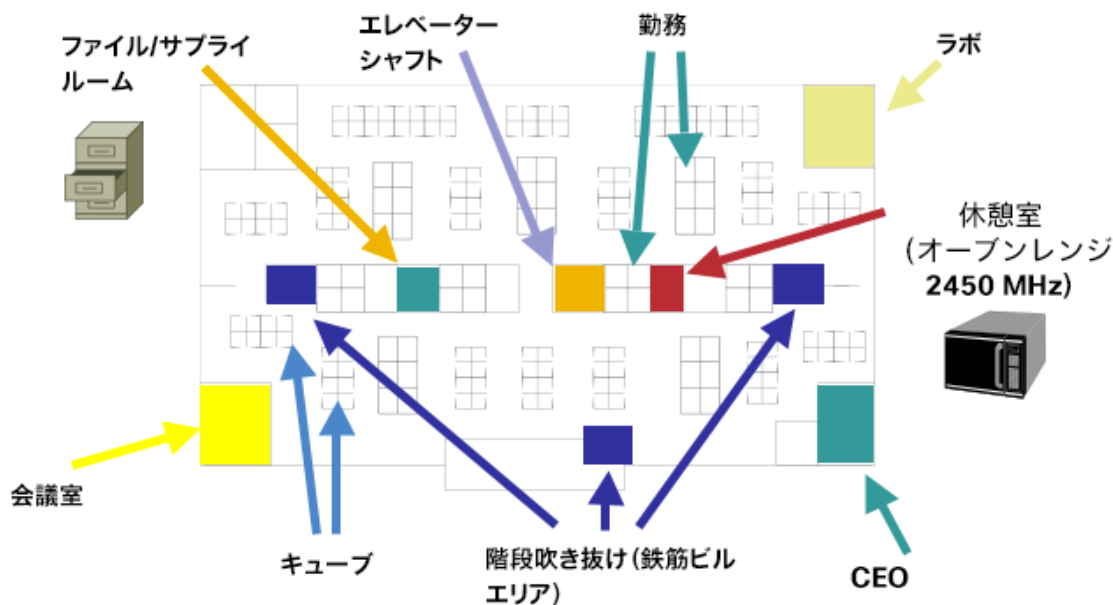 ファイル/サプライ
ルーム
エレベーター
シャフト
勤務
ラボ
休憩室
(オーブンレンジ
2450 MHz)
会議室
キューブ
階段吹き抜け(鉄筋ビル
エリア)
CEO